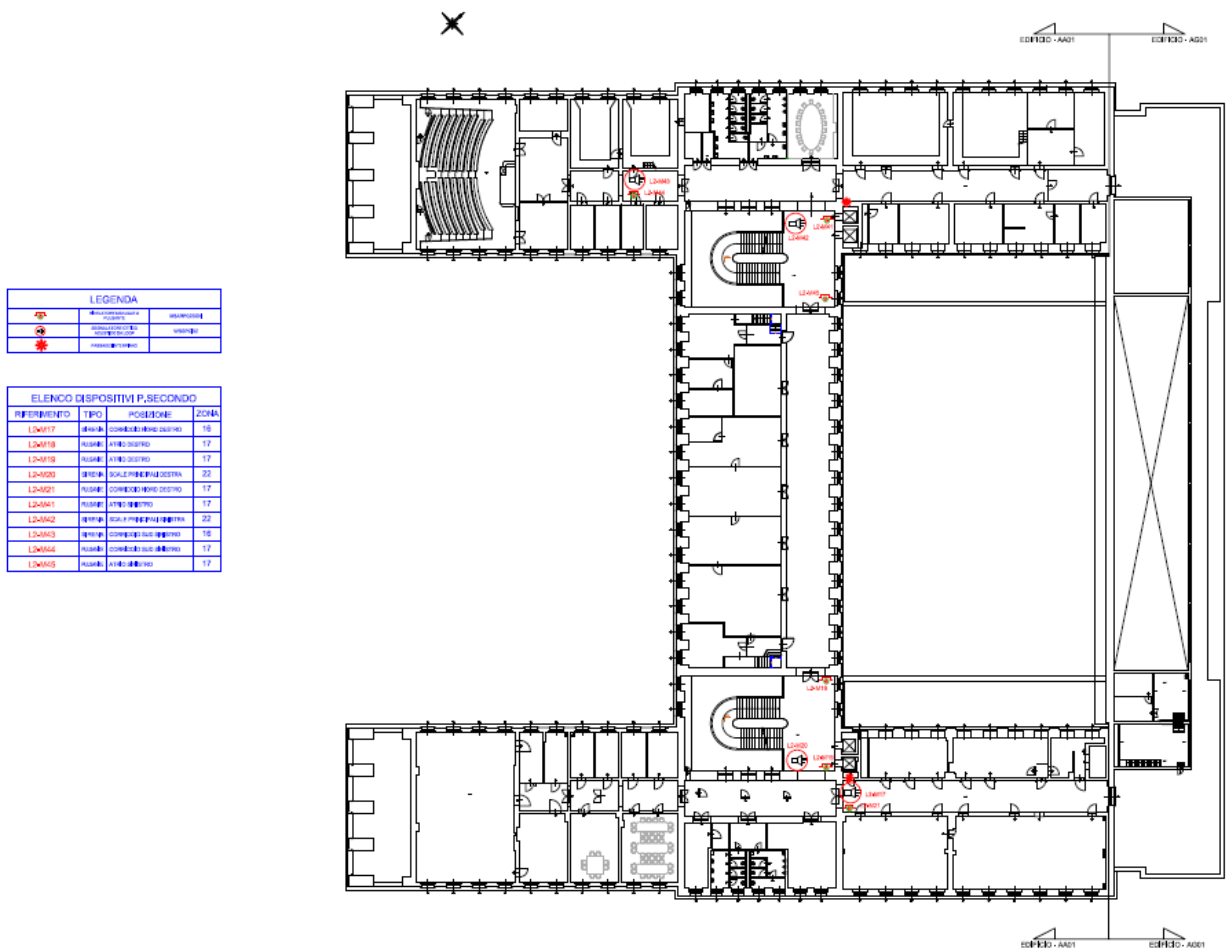 EDIFICIO - AA01
EDIFICIO - AG01
L2-M43
L2-M44
L2-M41
L2-M42
L2-M45
LEGENDA
PULSANTE
ELENCO DISPOSITIVI P.SECONDO
RIFERIMENTO TIPO POSIZIONE ZONA
L2-M17 SIRENA CORRIDOIO NORD DESTRO 16
L2-M18 PULSANTE ATRIO DESTRO 17
L2-M19 PULSANTE ATRIO DESTRO 17
L2-M20 SIRENA SCALE PRINCIPALI DESTRA 22
L2-M21 PULSANTE CORRIDOIO NORD DESTRO 17
L2-M41 PULSANTE ATRIO SINISTRO 17
L2-M42 SIRENA SCALE PRINCIPALI SINISTRA 22
L2-M43 SIRENA CORRIDOIO SUD SINISTRO 16
L2-M44 PULSANTE CORRIDOIO SUD SINISTRO 17
L2-M45 PULSANTE ATRIO SINISTRO 17
L2-M18
L2-M20
L2-M19
L2-M17
L2-M21
EDIFICIO - AA01
EDIFICIO - AG01